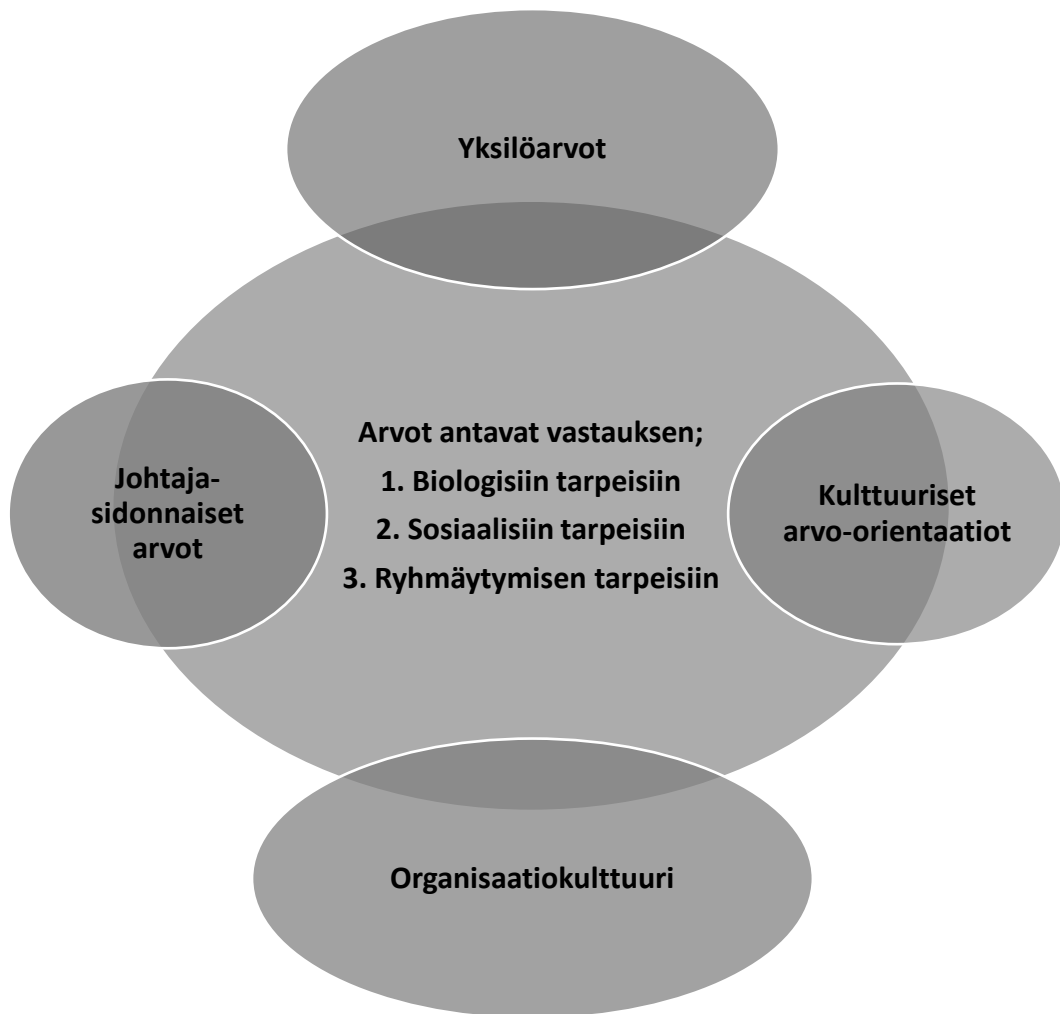 Yksilöarvot
Arvot antavat vastauksen;
1. Biologisiin tarpeisiin
2. Sosiaalisiin tarpeisiin
3. Ryhmäytymisen tarpeisiin
Johtaja-
sidonnaiset
arvot
Kulttuuriset
arvo-orientaatiot
Organisaatiokulttuuri